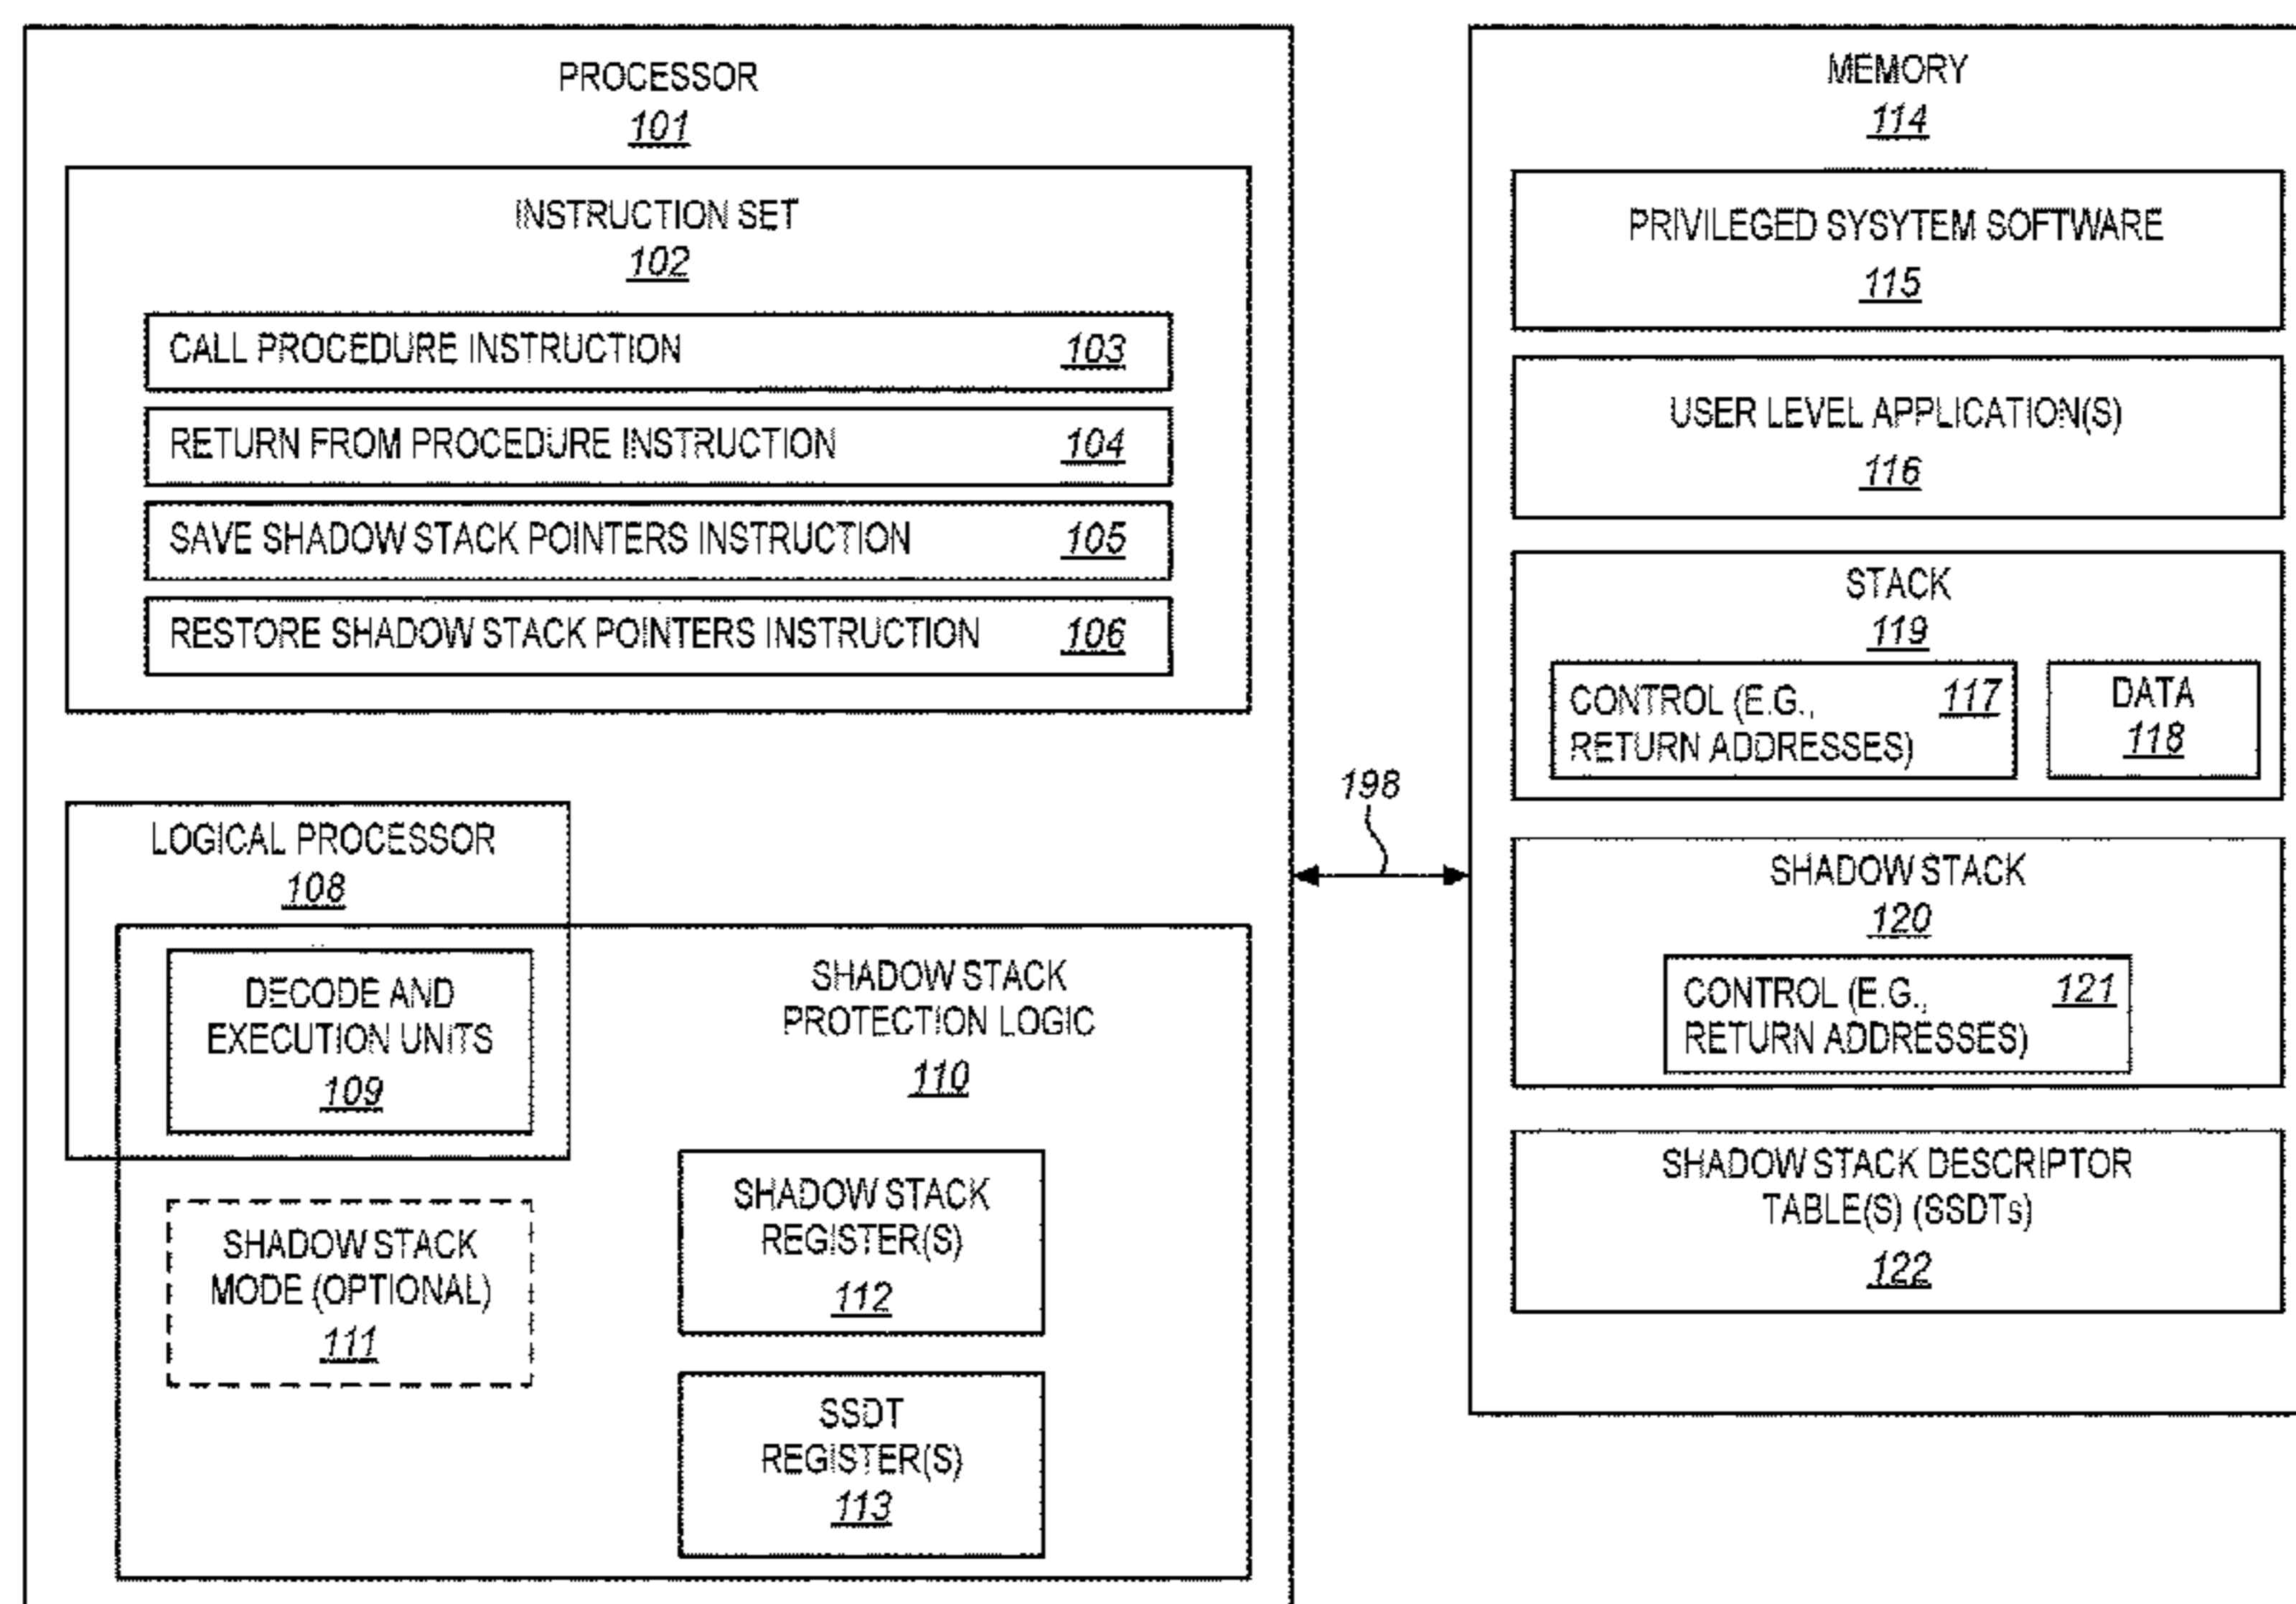 PROCESSOR
101
INSTRUCTION SET
102
CALL PROCEDURE INSTRUCTION 103
RETURN FROM PROCEDURE INSTRUCTION 104
SAVE SHADOW STACK POINTERS INSTRUCTION 105
RESTORE SHADOW STACK POINTERS INSTRUCTION 106
LOGICAL PROCESSOR
108
DECODE AND
EXECUTION UNITS
109
SHADOW STACK
PROTECTION LOGIC
110
SHADOW STACK
MODE (OPTIONAL)
111
SHADOW STACK
REGISTER(S)
112
SSDT
REGISTER(S)
113
198
MEMORY
114
PRIVILEGED SYSYTEM SOFTWARE
115
USER LEVEL APPLICATION(S)
116
STACK
119
CONTROL (E.G., 117
RETURN ADDRESSES)
DATA
118
SHADOW STACK
120
CONTROL (E.G., 121
RETURN ADDRESSES)
SHADOW STACK DESCRIPTOR
TABLE(S) (SSDTs)
122